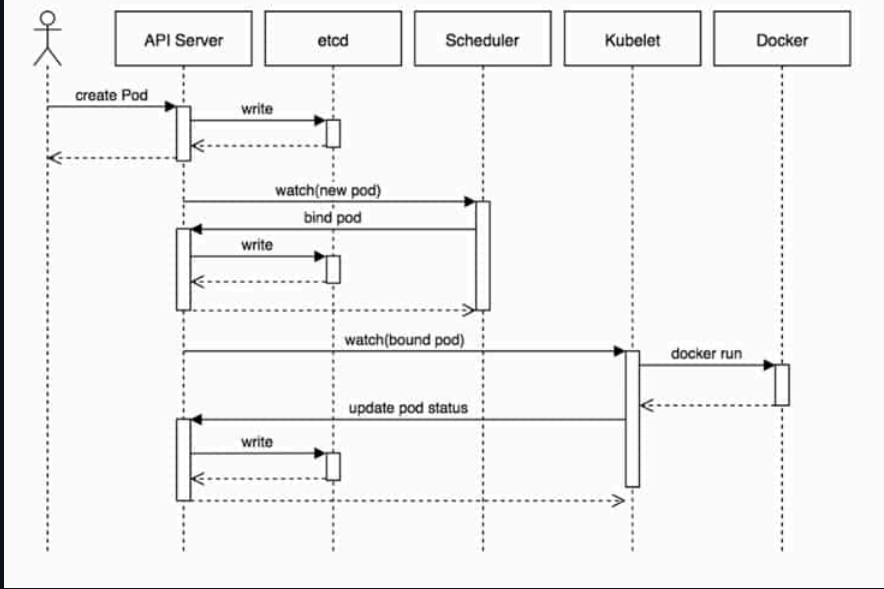 API Server
etcd
Scheduler
Kubelet
Docker
create Pod
write
watch(new pod)
bind pod
write
watch(bound pod)
docker run
update pod status
write